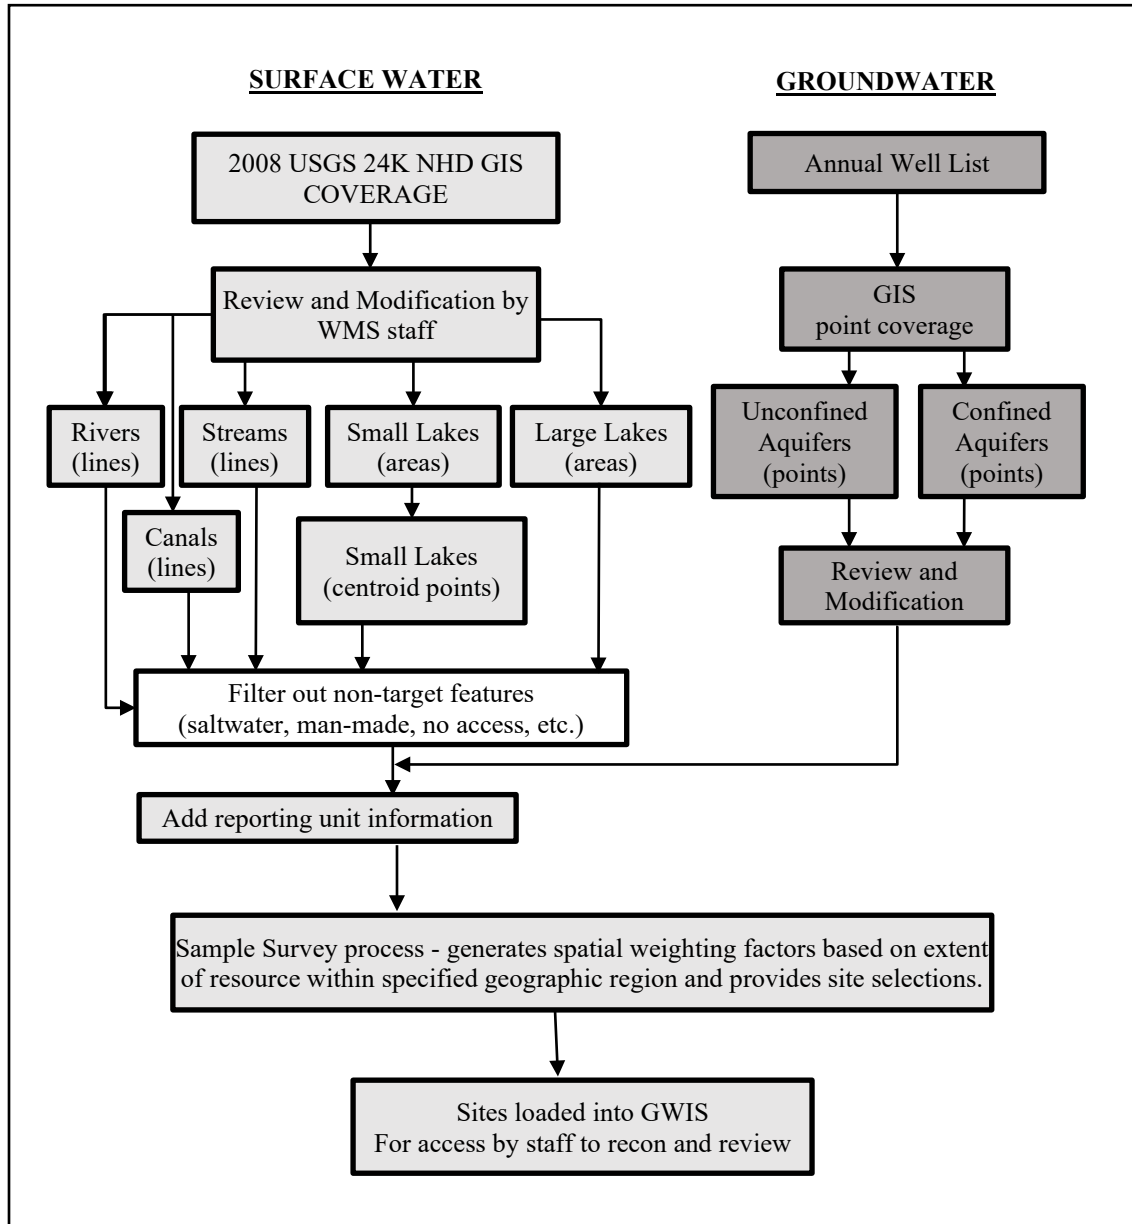 SURFACE WATER
GROUNDWATER
2008 USGS 24K NHD GIS
COVERAGE
Annual Well List
Review and Modification by
WMS staff
GIS
point coverage
Rivers
(lines)
Streams
(lines)
Small Lakes
(areas)
Large Lakes
(areas)
Unconfined
Aquifers
(points)
Confined
Aquifers
(points)
Canals
(lines)
Small Lakes
(centroid points)
Review and
Modification
Filter out non-target features
(saltwater, man-made, no access, etc.)
Add reporting unit information
Sample Survey process - generates spatial weighting factors based on extent
of resource within specified geographic region and provides site selections.
Sites loaded into GWIS
For access by staff to recon and review